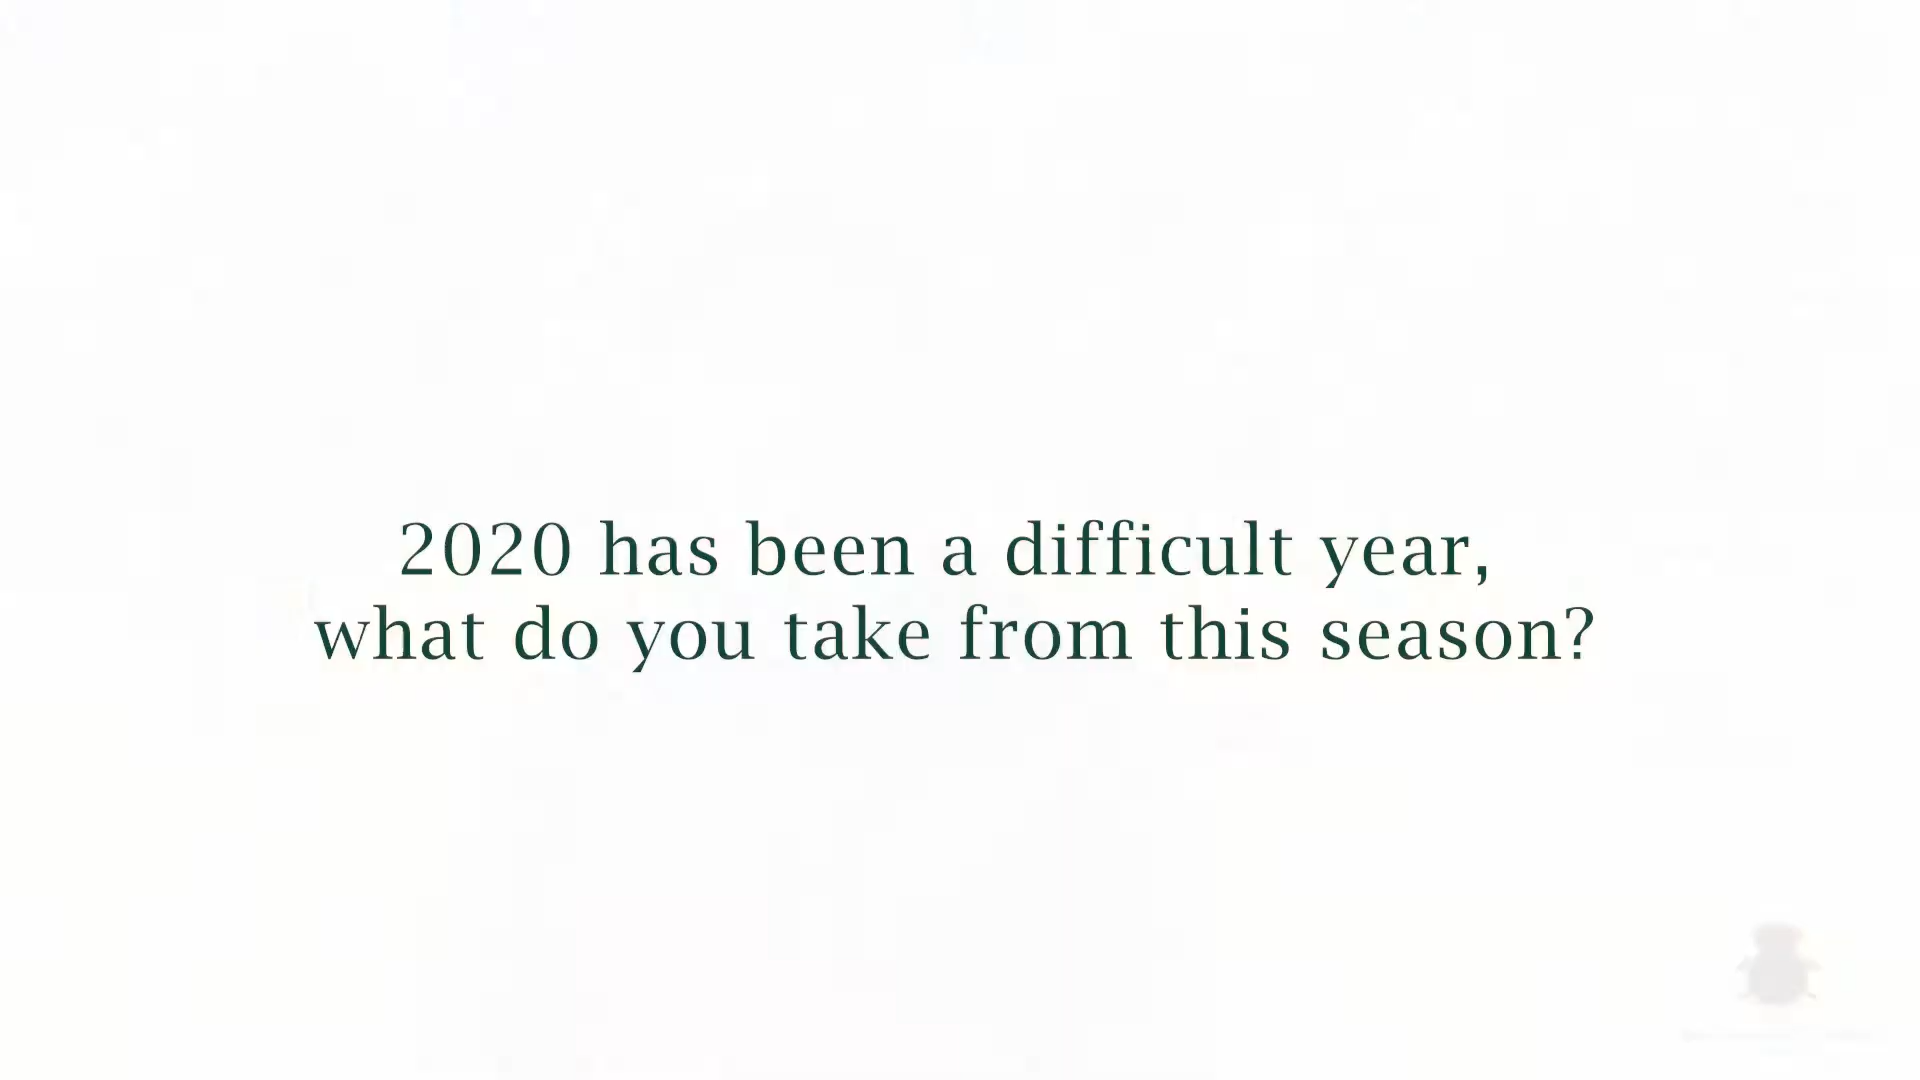 2020 has been a difficult year,
what do you take from this season?